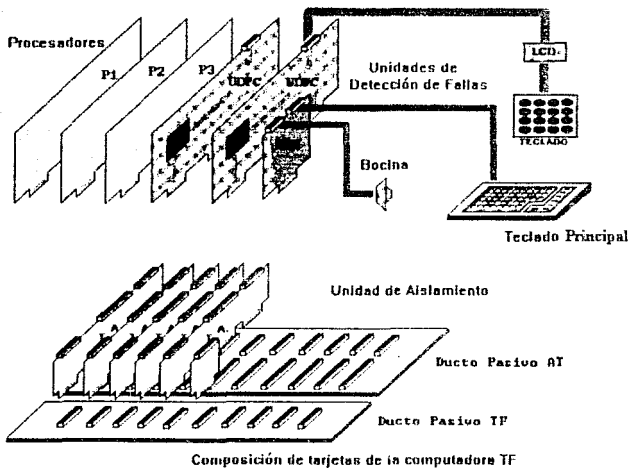 Procesadores
P1
P2
P3
UDFC
UDFC
Unidades de
Detección de Fallas
LCD
TECLADO
Bocina
Teclado Principal
Unidad de Aislamiento
Ducto Pasivo AT
Ducto Pasivo TF
Composición de tarjetas de la computadora TF